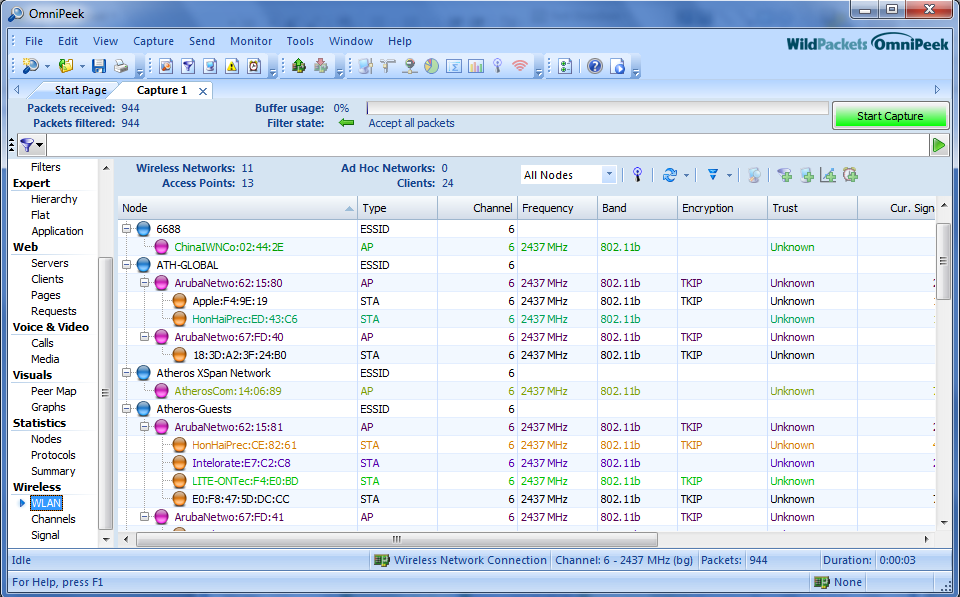 OmniPeek
File Edit View Capture Send Monitor Tools Window Help
WildPackets OmniPeek
Start Page Capture 1
Packets received: 944 Buffer usage: 0%
Packets filtered: 944 Filter state: Accept all packets
Start Capture
Filters
Expert
Hierarchy
Flat
Application
Web
Servers
Clients
Pages
Requests
Voice & Video
Calls
Media
Visuals
Peer Map
Graphs
Statistics
Nodes
Protocols
Summary
Wireless
WLAN
Channels
Signal
Wireless Networks: 11 Ad Hoc Networks: 0
Access Points: 13 Clients: 24
All Nodes
Node Type Channel Frequency Band Encryption Trust Cur. Sign
6688 ESSID 6
ChinaIWNCo:02:44:2E AP 6 2437 MHz 802.11b Unknown
ATH-GLOBAL ESSID 6
ArubaNetwo:62:15:80 AP 6 2437 MHz 802.11b TKIP Unknown
Apple:F4:9E:19 STA 6 2437 MHz 802.11b TKIP Unknown
HonHaiPrec:ED:43:C6 STA 6 2437 MHz 802.11b Unknown
ArubaNetwo:67:FD:40 AP 6 2437 MHz 802.11b TKIP Unknown
18:3D:A2:3F:24:B0 STA 6 2437 MHz 802.11b TKIP Unknown
Atheros XSpan Network ESSID 6
AtherosCom:14:06:89 AP 6 2437 MHz 802.11b Unknown
Atheros-Guests ESSID 6
ArubaNetwo:62:15:81 AP 6 2437 MHz 802.11b TKIP Unknown
HonHaiPrec:CE:82:61 STA 6 2437 MHz 802.11b TKIP Unknown
Intelorate:E7:C2:C8 STA 6 2437 MHz 802.11b Unknown
LITE-ONTec:F4:E0:BD STA 6 2437 MHz 802.11b TKIP Unknown
E0:F8:47:5D:DC:CC STA 6 2437 MHz 802.11b TKIP Unknown
ArubaNetwo:67:FD:41 AP 6 2437 MHz 802.11b TKIP Unknown
Idle Wireless Network Connection Channel: 6 - 2437 MHz (bg) Packets: 944 Duration: 0:00:03
For Help, press F1 None